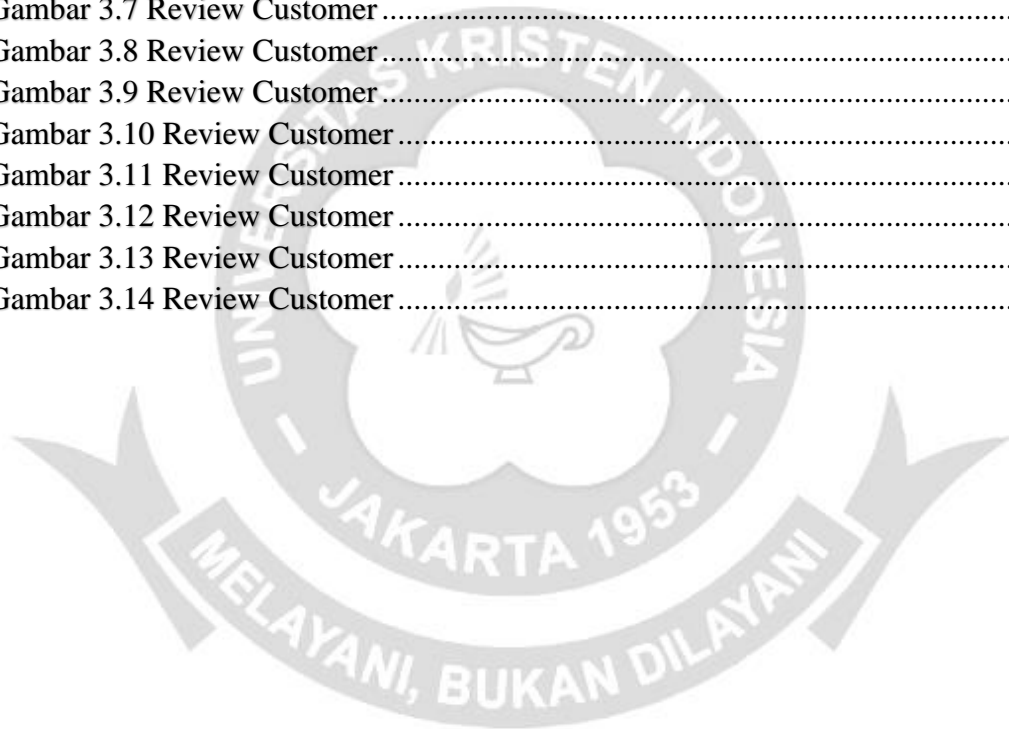 Gambar 3.7 Review Customer ........................................................................................
Gambar 3.8 Review Customer ........................................................................................
Gambar 3.9 Review Customer ........................................................................................
Gambar 3.10 Review Customer ......................................................................................
Gambar 3.11 Review Customer ......................................................................................
Gambar 3.12 Review Customer ......................................................................................
Gambar 3.13 Review Customer ......................................................................................
Gambar 3.14 Review Customer ......................................................................................
UNIVERSITAS KRISTEN INDONESIA
- JAKARTA 1953 -
MELAYANI, BUKAN DILAYANI